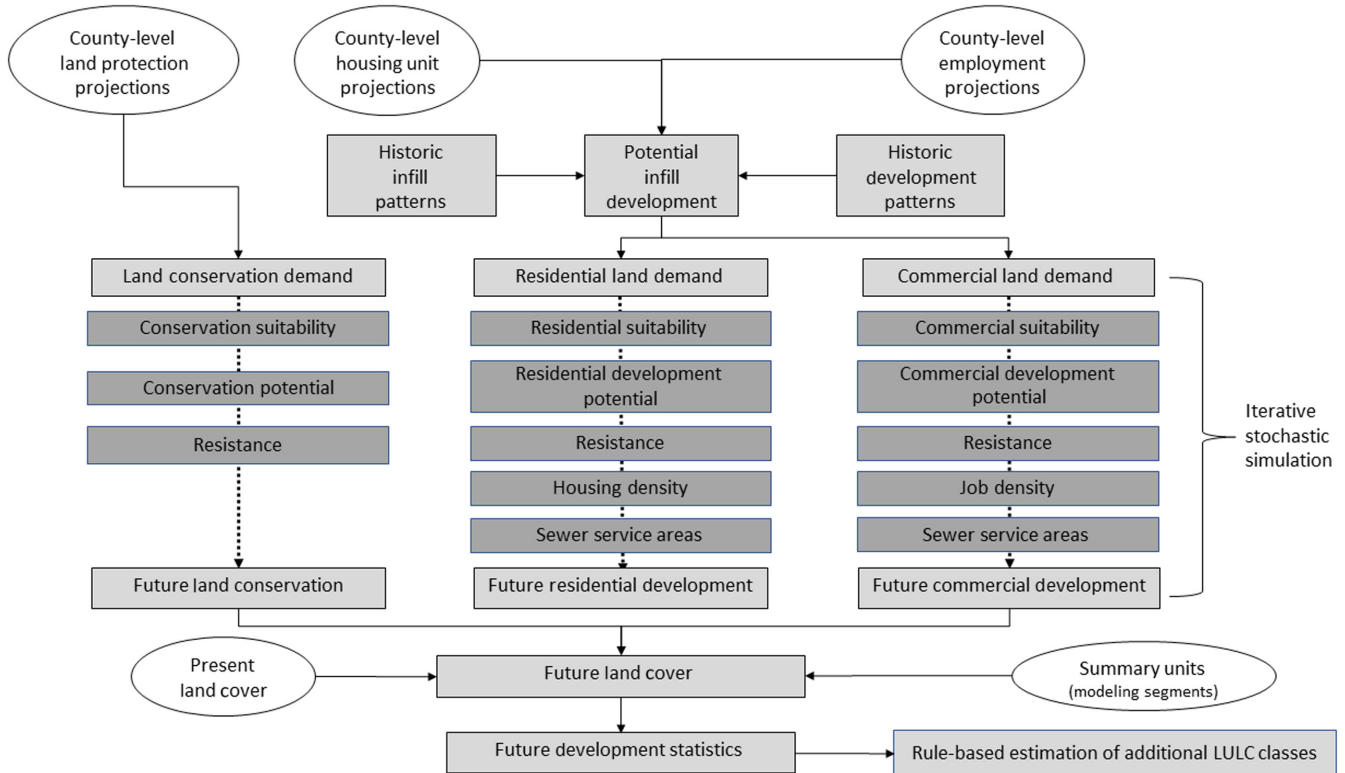 County-level
land protection
projections
County-level
housing unit
projections
County-level
employment
projections
Historic
infill
patterns
Potential
infill
development
Historic
development
patterns
Land conservation demand
Residential land demand
Commercial land demand
Conservation suitability
Residential suitability
Commercial suitability
Conservation potential
Residential development
potential
Commercial development
potential
Resistance
Resistance
Resistance
Housing density
Job density
Sewer service areas
Sewer service areas
Iterative
stochastic
simulation
Future land conservation
Future residential development
Future commercial development
Present
land cover
Future land cover
Summary units
(modeling segments)
Future development statistics
Rule-based estimation of additional LULC classes